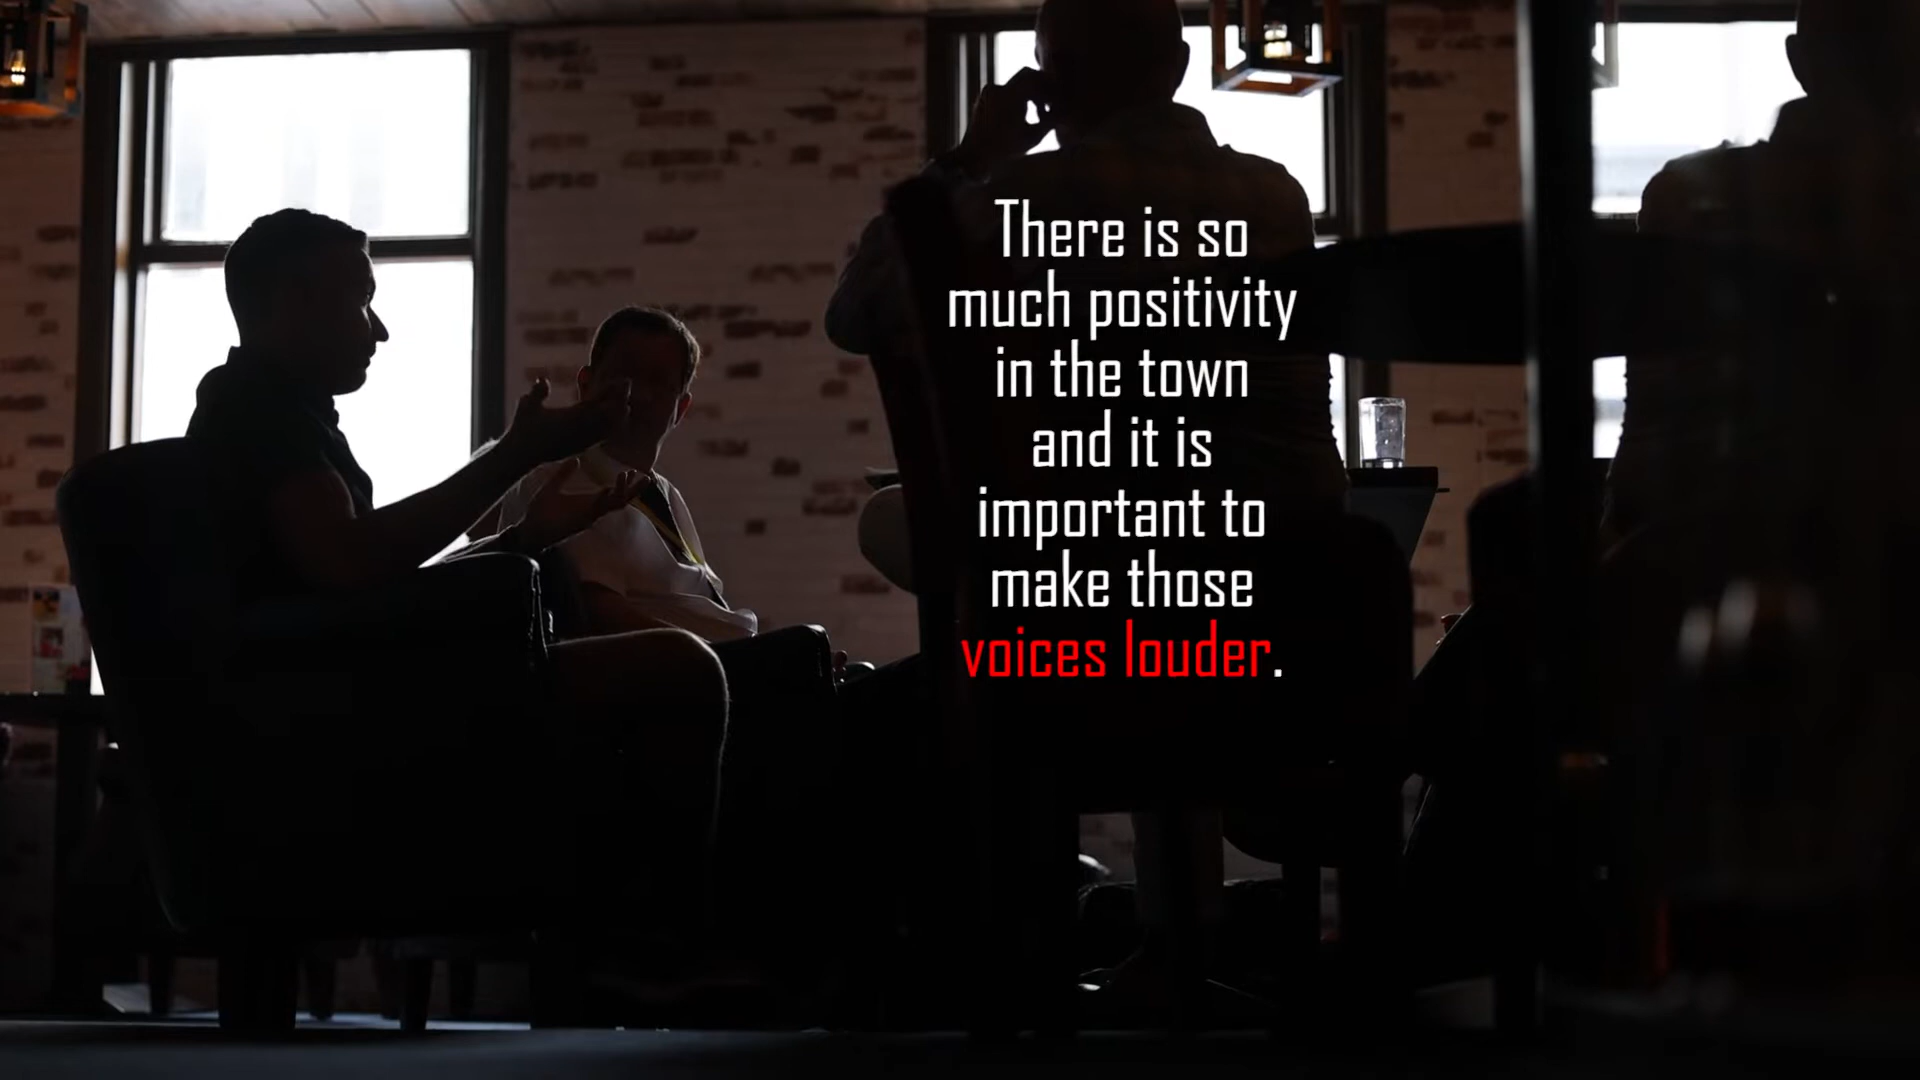 There is so
much positivity
in the town
and it is
important to
make those
voices louder.